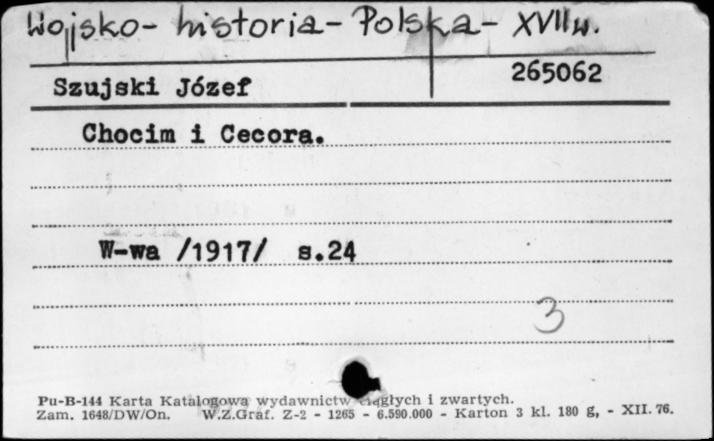 Wojsko - historia - Polska - XVII w.
Szujski Józef 265062
Chocim i Cecora.
W-wa /1917/ s.24
3
Pu-B-144 Karta Katalogowa wydawnictw ciągłych i zwartych.
Zam. 1648/DW/On. W.Z.Graf. Z-2 - 1265 - 6.590.000 - Karton 3 kl. 180 g, - XII. 76.